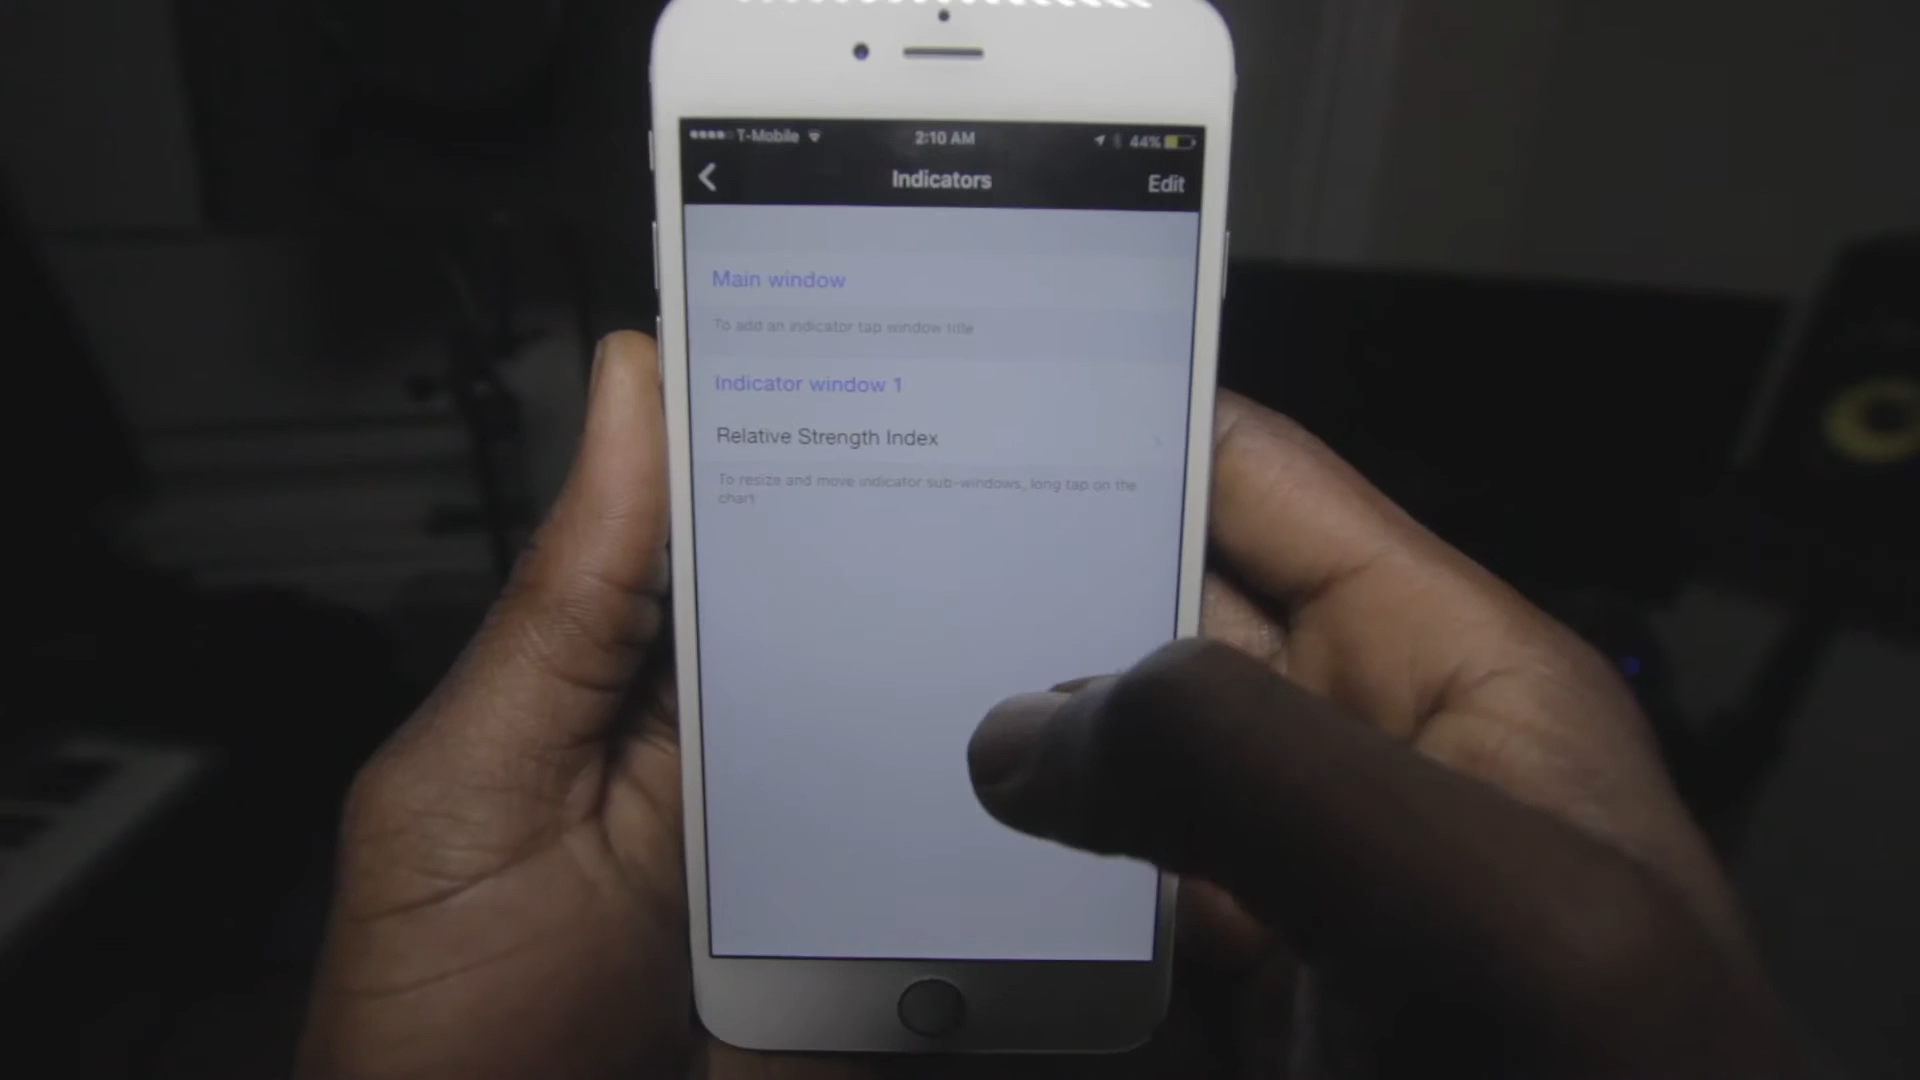 T-Mobile 2:10 AM 44%
Indicators Edit
Main window
To add an indicator tap window title
Indicator window 1
Relative Strength Index
To resize and move indicator sub-windows, long tap on the
chart